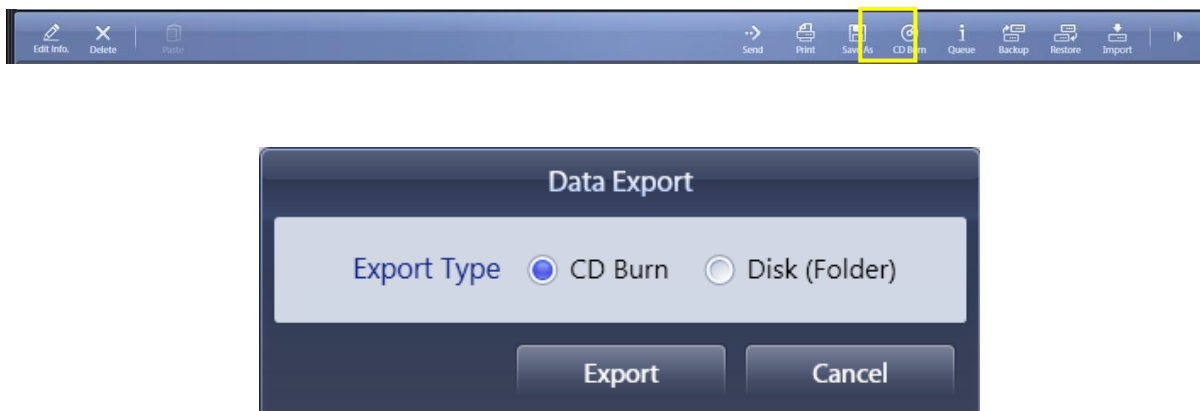 Edit Info. Delete Paste Send Print Save As CD Burn Queue Backup Restore Import
Data Export
Export Type CD Burn Disk (Folder)
Export Cancel